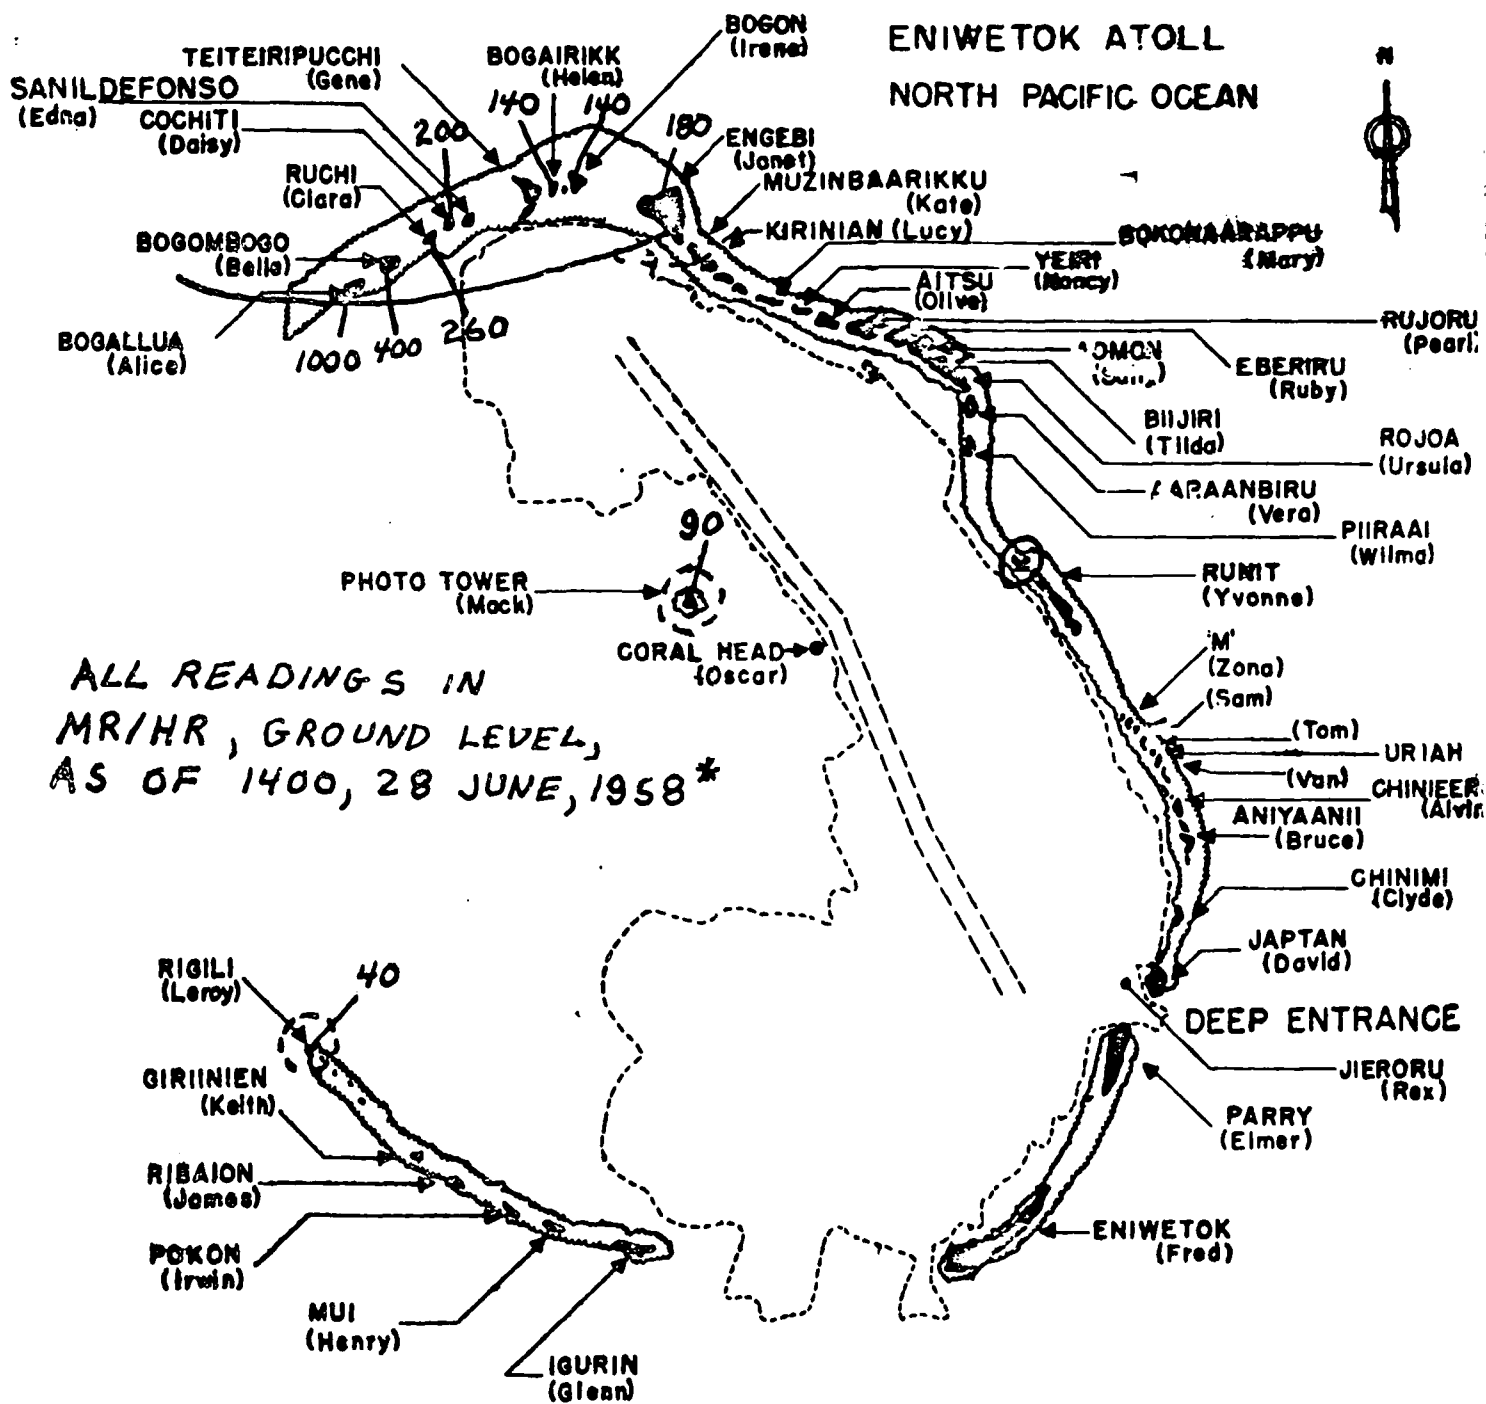 ENIWETOK ATOLL
NORTH PACIFIC OCEAN
N
BOGON
(Irene)
TEITEIRIPUCCHI
(Gene)
BOGAIRIKK
(Helen)
SANILDEFONSO
(Edna)
COCHITI
(Daisy)
140
140
200
180
ENGEBI
(Janet)
RUCHI
(Clara)
MUZINBAARIKKU
(Kate)
KIRINIAN (Lucy)
BOGOMBOGO
(Bella)
BOKONAARAPPU
(Mary)
YEIRI
(Nancy)
AITSU
(Olive)
BOGALLUA
(Alice)
1000
400
260
RUJORU
(Pearl)
EBERIRU
(Ruby)
BIIJIRI
(Tilda)
ROJOA
(Ursula)
(Vera)
PIIRAAI
(Wilma)
90
PHOTO TOWER
(Mack)
RUNIT
(Yvonne)
CORAL HEAD
(Oscar)
'M'
(Zona)
(Sam)
(Tom)
URIAH
(Van)
ALL READINGS IN
MR/HR, GROUND LEVEL,
AS OF 1400, 28 JUNE, 1958*
CHINIEER
(Alvin
ANIYAANII
(Bruce)
CHINIMI
(Clyde)
JAPTAN
(David)
DEEP ENTRANCE
RIGILI
(Leroy)
40
JIERORU
(Rex)
GIRIINIEN
(Keith)
PARRY
(Elmer)
RIBAION
(James)
POKON
(Irwin)
ENIWETOK
(Fred)
MUI
(Henry)
IGURIN
(Glenn)